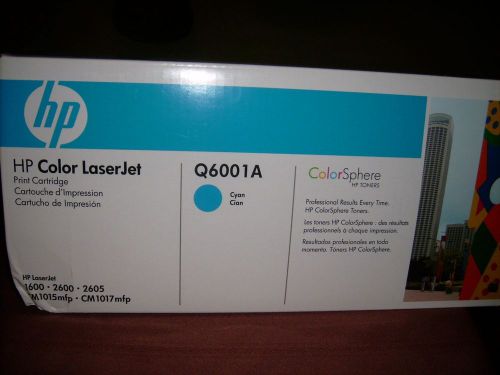 hp
HP Color LaserJet
Print Cartridge
Cartouche d'impression
Cartucho de Impresión
Q6001A
Cyan
Cian
ColorSphere
HP TONERS
Professional Results Every Time.
HP ColorSphere Toners.
Les toners HP ColorSphere : des résultats
professionnels à chaque impression.
Resultados profesionales en todo
momento. Tóners HP ColorSphere.
HP LaserJet
1600 • 2600 • 2605
CM1015mfp • CM1017mfp